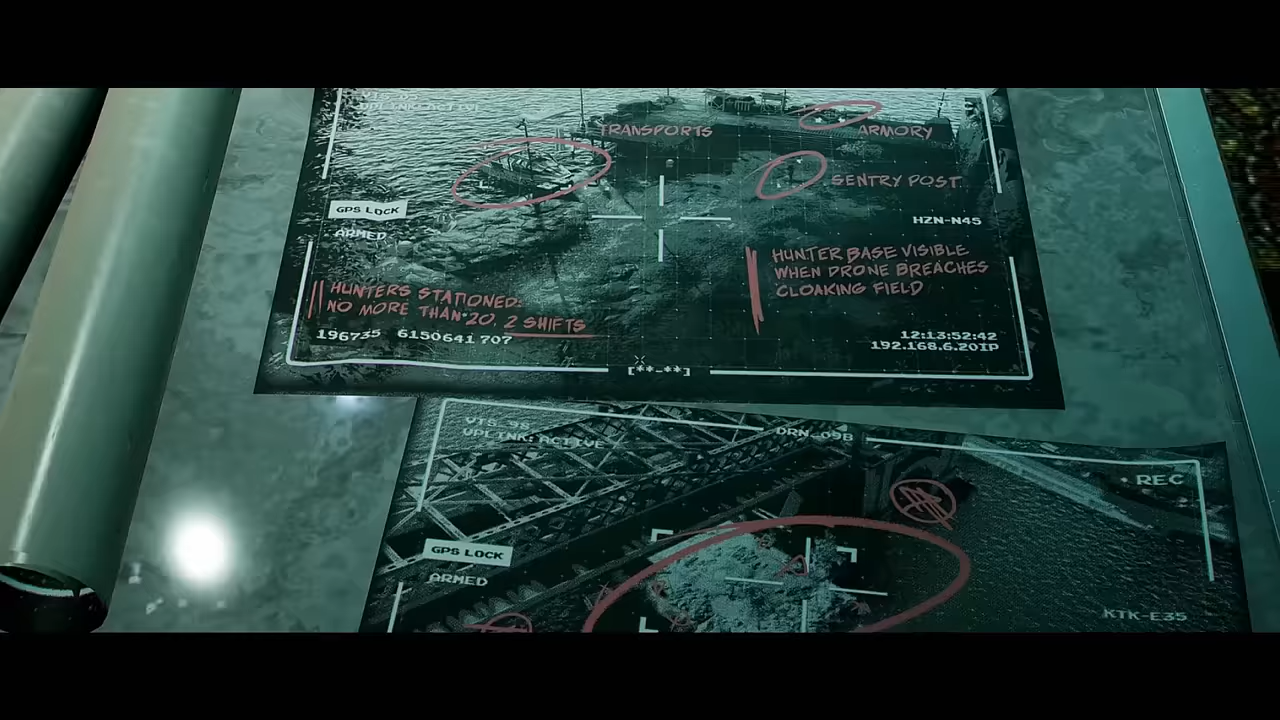 UPLINK: ACTIVE
TRANSPORTS
ARMORY
SENTRY POST
GPS LOCK
ARMED
HZN-N45
HUNTER BASE VISIBLE
WHEN DRONE BREACHES
CLOAKING FIELD
HUNTERS STATIONED:
NO MORE THAN 20, 2 SHIFTS
196735 6150641 707
12:13:52:42
192.168.6.20IP
[**-**]
UPLINK: ACTIVE
DRN-09B
REC
GPS LOCK
ARMED
KTK-E35